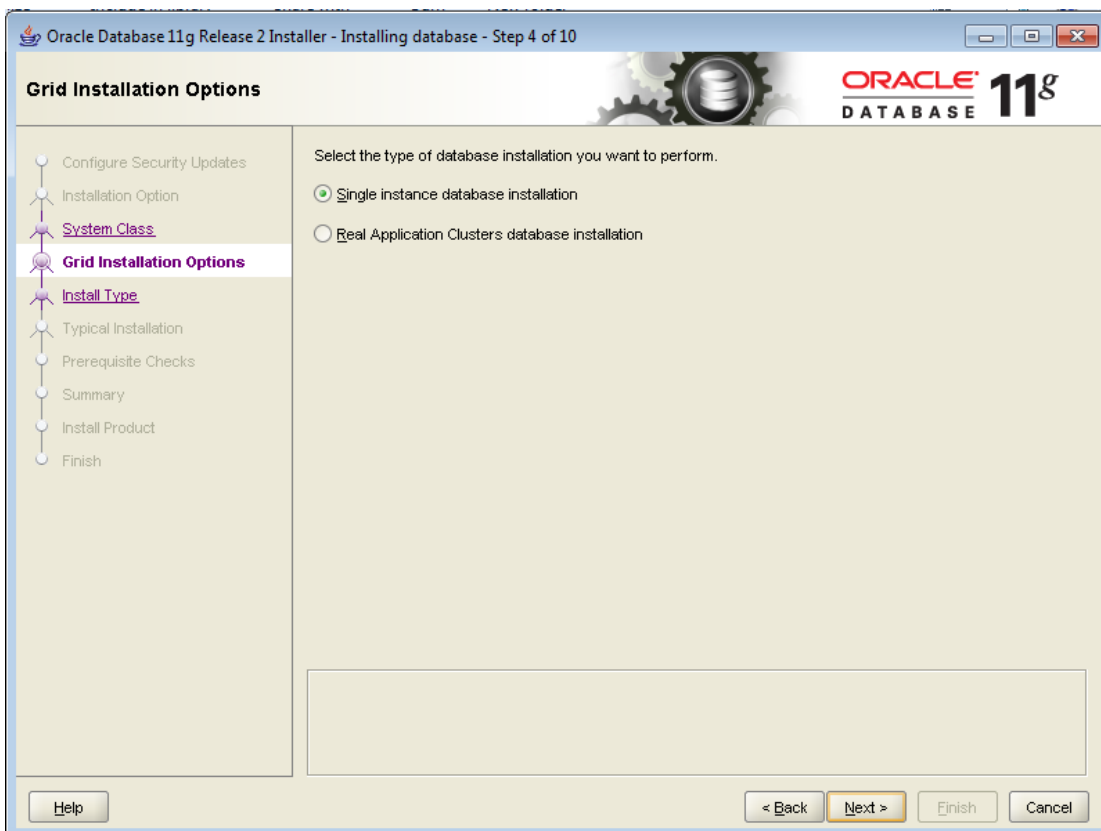 Oracle Database 11g Release 2 Installer - Installing database - Step 4 of 10
Grid Installation Options
ORACLE
DATABASE
11g
Configure Security Updates
Installation Option
System Class
Grid Installation Options
Install Type
Typical Installation
Prerequisite Checks
Summary
Install Product
Finish
Select the type of database installation you want to perform.
Single instance database installation
Real Application Clusters database installation
Help
< Back
Next >
Finish
Cancel